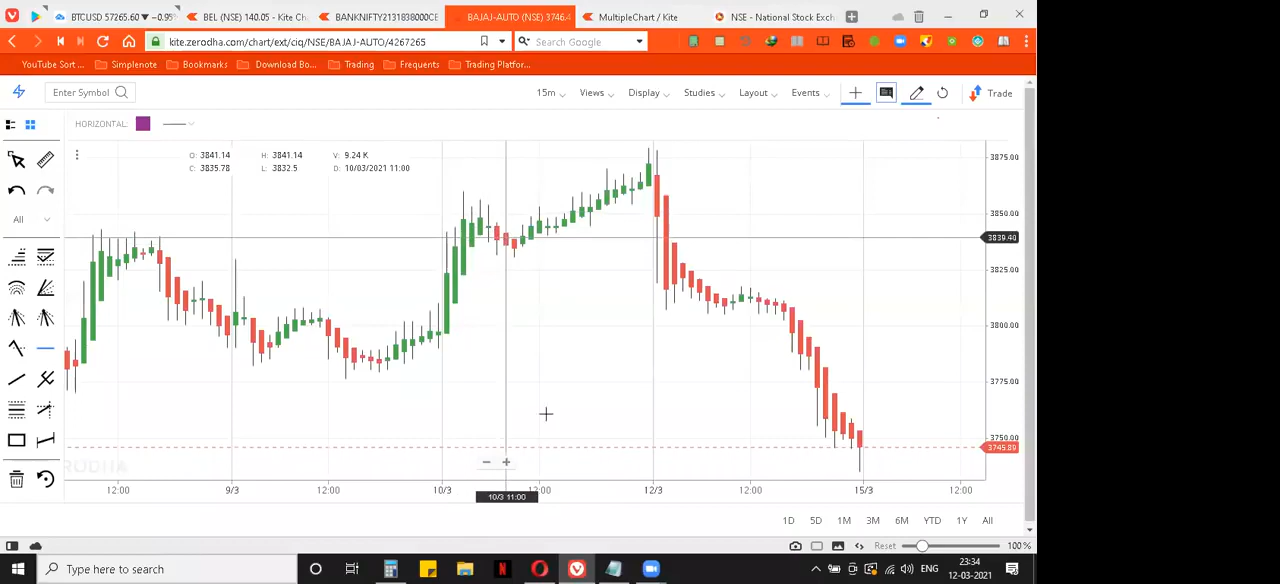 BTCUSD 57265.60 ▼ −0.95%
BEL (NSE) 140.05 - Kite Ch
BANKNIFTY2131838000CE
BAJAJ-AUTO (NSE) 3746.4
MultipleChart / Kite
NSE - National Stock Exch
kite.zerodha.com/chart/ext/ciq/NSE/BAJAJ-AUTO/4267265
Search Google
YouTube Sort ...
Simplenote
Bookmarks
Download Bo...
Trading
Frequents
Trading Platfor...
Enter Symbol
15m
Views
Display
Studies
Layout
Events
Trade
HORIZONTAL:
O: 3841.14 H: 3841.14 V: 9.24 K
C: 3835.78 L: 3832.5 D: 10/03/2021 11:00
All
3875.00
3850.00
3839.40
3825.00
3800.00
3775.00
3750.00
3745.89
12:00 9/3 12:00 10/3 12:00 12/3 12:00 15/3 12:00
10/3 11:00
1D 5D 1M 3M 6M YTD 1Y All
Reset 100 %
Type here to search
ENG
23:34
12-03-2021